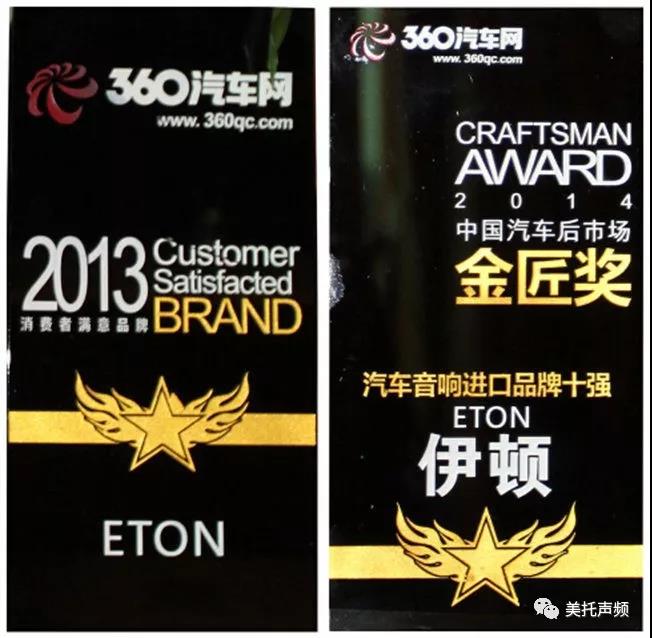 360汽车网
www.360qc.com
2013 Customer
Satisfacted
消费者满意品牌 BRAND
ETON
360汽车网
www.360qc.com
CRAFTSMAN
AWARD
2014
中国汽车后市场
金匠奖
汽车音响进口品牌十强
ETON
伊顿
美托声频